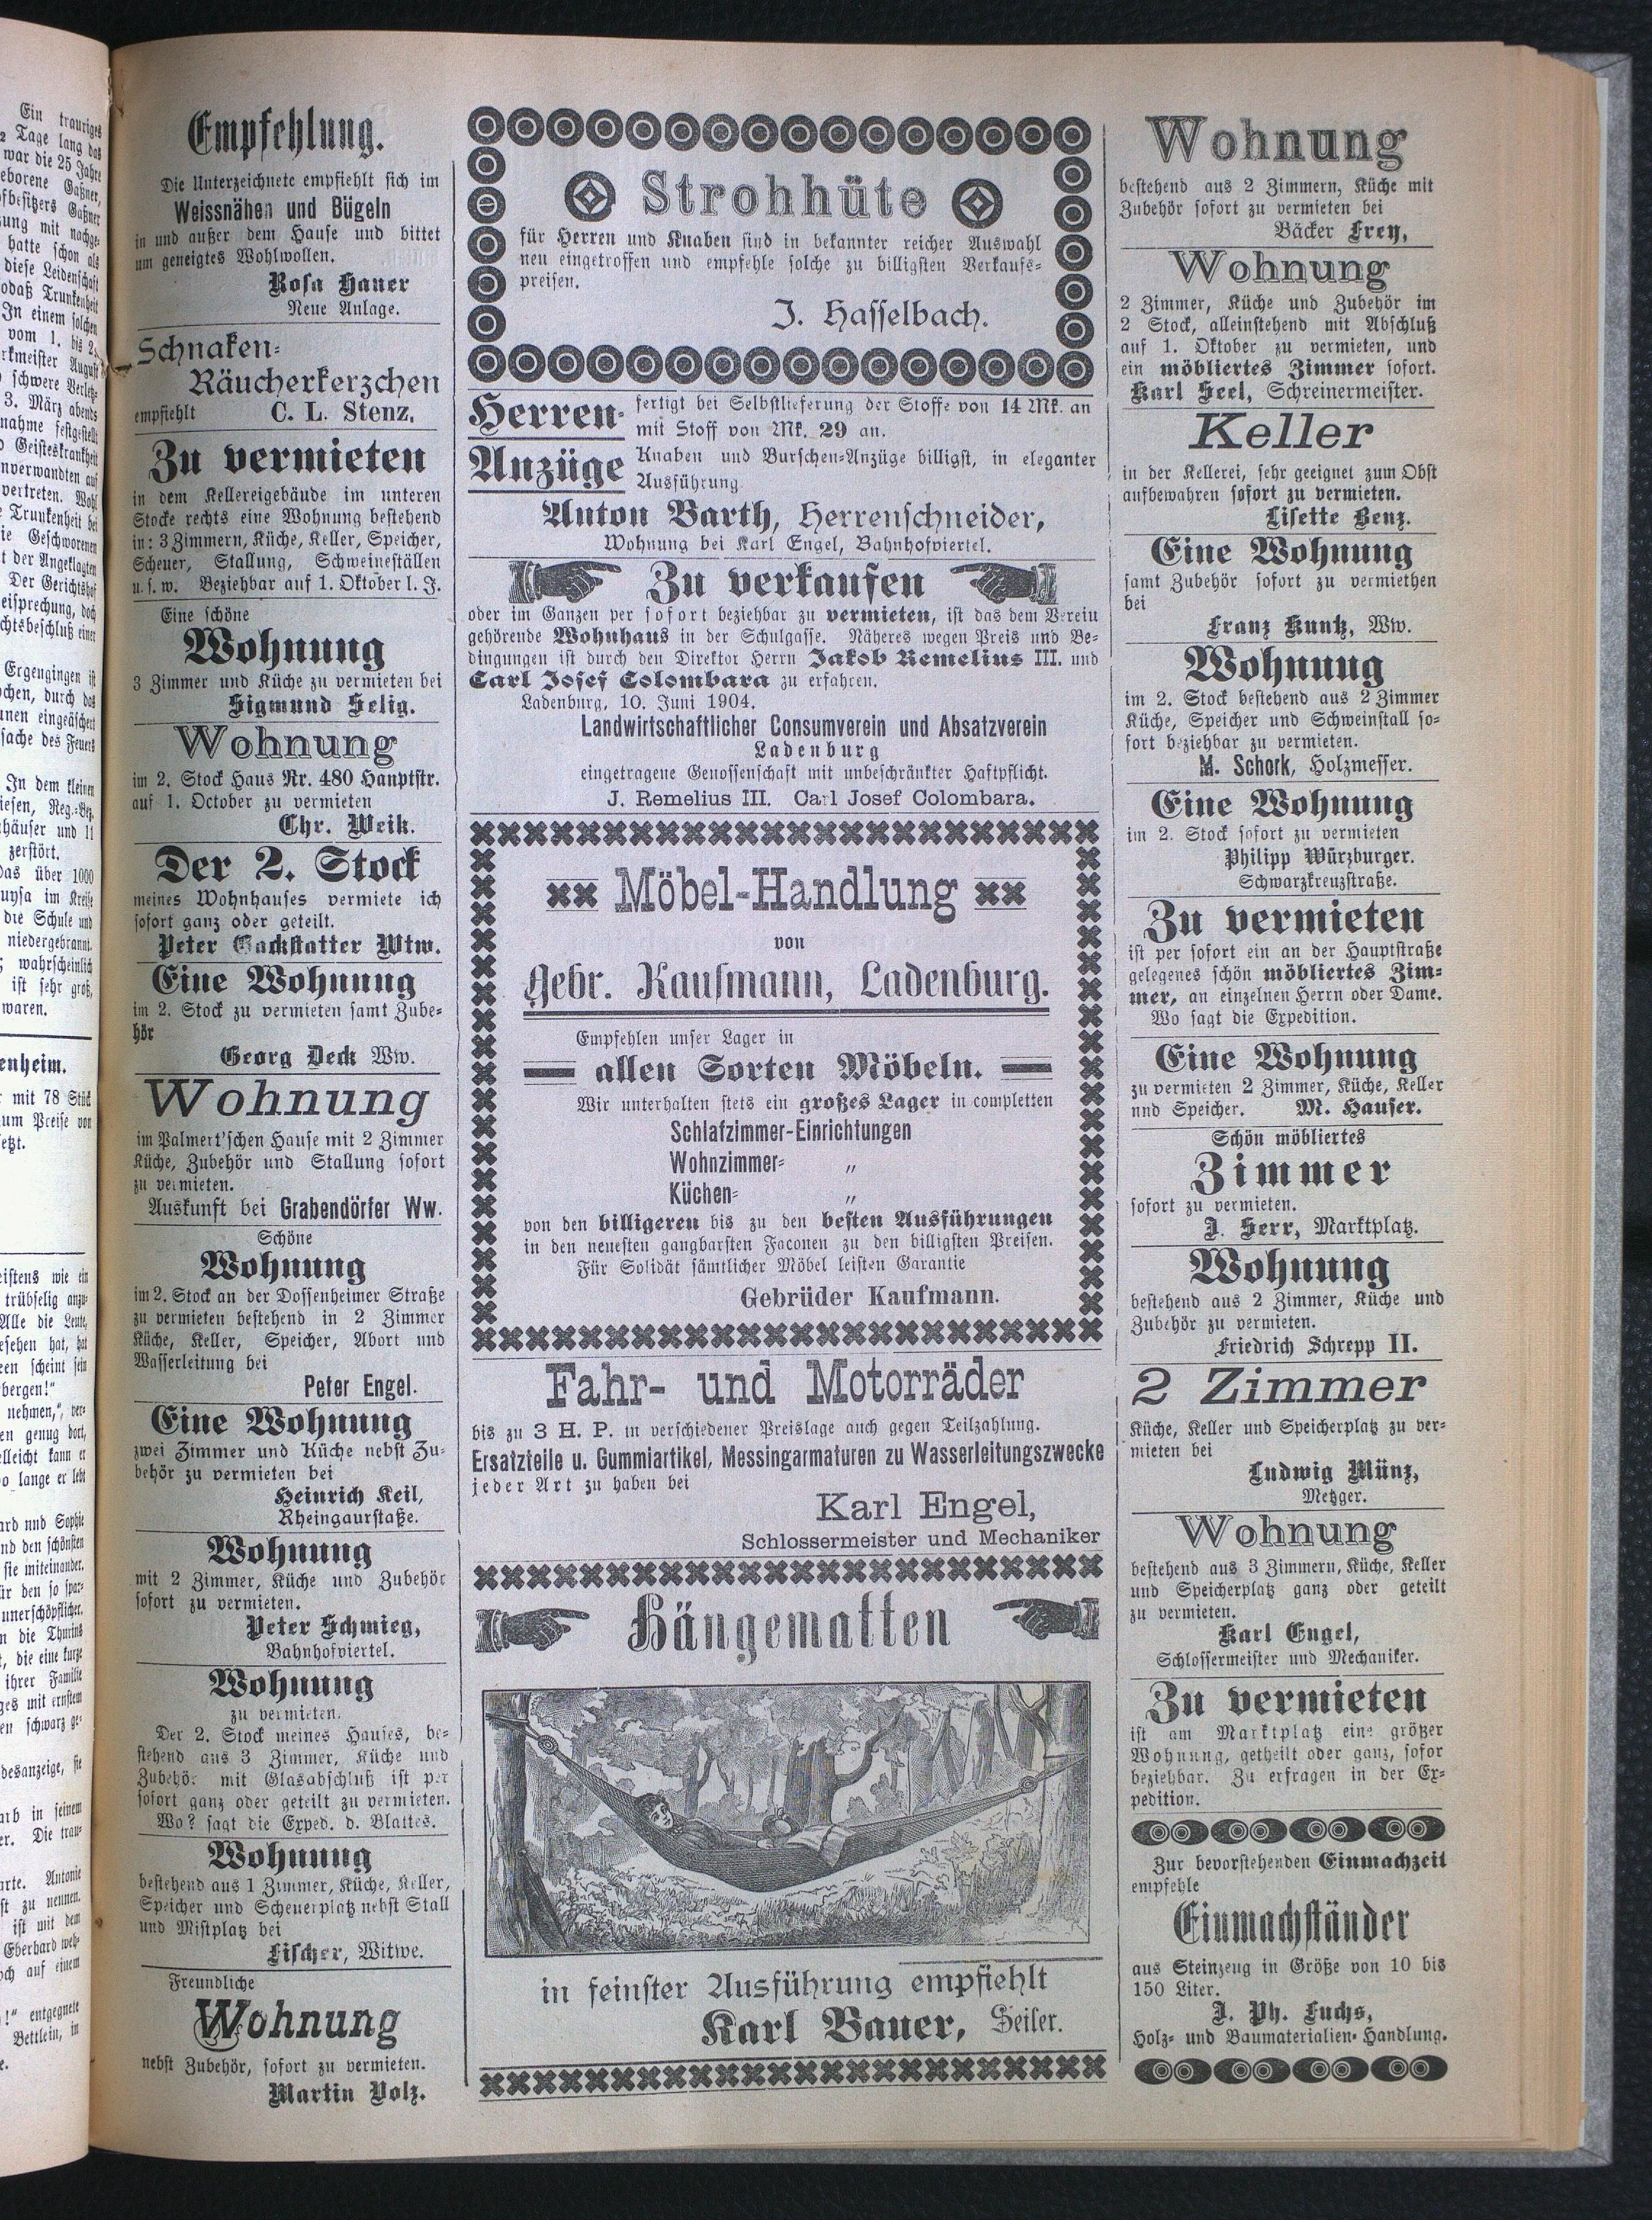 Empfehlung.
Die Unterzeichnete empfiehlt sich im
Weissnähen und Bügeln
in und außer dem Hause und bittet
um geneigtes Wohlwollen.
Rosa Hauer
Neue Anlage.
Schnaken-
Räucherkerzchen
empfiehlt C. L. Stenz.
Zu vermieten
in dem Kellereigebäude im unteren
Stocke rechts eine Wohnung bestehend
in: 3 Zimmern, Küche, Keller, Speicher,
Scheuer, Stallung, Schweineställen
u. s. w. Beziehbar auf 1. Oktober l. J.
Eine schöne
Wohnung
3 Zimmer und Küche zu vermieten bei
Sigmund Selig.
Wohnung
im 2. Stock Haus Nr. 480 Hauptstr.
auf 1. October zu vermieten
Chr. Weik.
Der 2. Stock
meines Wohnhauses vermiete ich
sofort ganz oder geteilt.
Peter Gackstatter Wtw.
Eine Wohnung
im 2. Stock zu vermieten samt Zube-
hör
Georg Deck Ww.
Wohnung
im Palmert'schen Hause mit 2 Zimmer
Küche, Zubehör und Stallung sofort
zu vermieten.
Auskunft bei Grabendörfer Ww.
Schöne
Wohnung
im 2. Stock an der Dossenheimer Straße
zu vermieten bestehend in 2 Zimmer
Küche, Keller, Speicher, Abort und
Wasserleitung bei
Peter Engel.
Eine Wohnung
zwei Zimmer und Küche nebst Zu-
behör zu vermieten bei
Heinrich Keil,
Rheingaurstaße.
Wohnung
mit 2 Zimmer, Küche und Zubehör
sofort zu vermieten.
Peter Schmieg,
Bahnhofviertel.
Wohnung
zu vermieten.
Der 2. Stock meines Hauses, be-
stehend aus 3 Zimmer, Küche und
Zubehör mit Glasabschluß ist per
sofort ganz oder geteilt zu vermieten.
Wo? sagt die Exped. d. Blattes.
Wohnung
bestehend aus 1 Zimmer, Küche, Keller,
Speicher und Scheuerplatz nebst Stall
und Mistplatz bei
Fischer, Witwe.
Freundliche
Wohnung
nebst Zubehör, sofort zu vermieten.
Martin Volz.
Strohhüte
für Herren und Knaben sind in bekannter reicher Auswahl
neu eingetroffen und empfehle solche zu billigsten Verkaufs-
preisen.
J. Hasselbach.
Herren- fertigt bei Selbstlieferung der Stoffe von 14 Mk. an
mit Stoff von Mk. 29 an.
Anzüge Knaben und Burschen-Anzüge billigst, in eleganter
Ausführung
Anton Barth, Herrenschneider,
Wohnung bei Karl Engel, Bahnhofviertel.
Zu verkaufen
oder im Ganzen per sofort beziehbar zu vermieten, ist das dem Verein
gehörende Wohnhaus in der Schulgasse. Näheres wegen Preis und Be-
dingungen ist durch den Direktor Herrn Jakob Remelius III. und
Carl Josef Colombara zu erfahren.
Ladenburg, 10. Juni 1904.
Landwirtschaftlicher Consumverein und Absatzverein
Ladenburg
eingetragene Genossenschaft mit unbeschränkter Haftpflicht.
J. Remelius III. Carl Josef Colombara.
Möbel-Handlung
von
Gebr. Kaufmann, Ladenburg.
Empfehlen unser Lager in
allen Sorten Möbeln.
Wir unterhalten stets ein großes Lager in completten
Schlafzimmer-Einrichtungen
Wohnzimmer- „
Küchen- „
von den billigeren bis zu den besten Ausführungen
in den neuesten gangbarsten Faconen zu den billigsten Preisen.
Für Solidät sämtlicher Möbel leisten Garantie
Gebrüder Kaufmann.
Fahr- und Motorräder
bis zu 3 H. P. in verschiedener Preislage auch gegen Teilzahlung.
Ersatzteile u. Gummiartikel, Messingarmaturen zu Wasserleitungszwecke
jeder Art zu haben bei
Karl Engel,
Schlossermeister und Mechaniker
Hängematten
in feinster Ausführung empfiehlt
Karl Bauer, Seiler.
Wohnung
bestehend aus 2 Zimmern, Küche mit
Zubehör sofort zu vermieten bei
Bäcker Frey,
Wohnung
2 Zimmer, Küche und Zubehör im
2 Stock, alleinstehend mit Abschluß
auf 1. Oktober zu vermieten, und
ein möbliertes Zimmer sofort.
Karl Seel, Schreinermeister.
Keller
in der Kellerei, sehr geeignet zum Obst
aufbewahren sofort zu vermieten.
Lisette Benz.
Eine Wohnung
samt Zubehör sofort zu vermiethen
bei
Franz Kuntz, Ww.
Wohnung
im 2. Stock bestehend aus 2 Zimmer
Küche, Speicher und Schweinstall so-
fort beziehbar zu vermieten.
M. Schork, Holzmesser.
Eine Wohnung
im 2. Stock sofort zu vermieten
Philipp Würzburger.
Schwarzkreuzstraße.
Zu vermieten
ist per sofort ein an der Hauptstraße
gelegenes schön möbliertes Zim-
mer, an einzelnen Herrn oder Dame.
Wo sagt die Expedition.
Eine Wohnung
zu vermieten 2 Zimmer, Küche, Keller
und Speicher. M. Hauser.
Schön möbliertes
Zimmer
sofort zu vermieten.
J. Herr, Marktplatz.
Wohnung
bestehend aus 2 Zimmer, Küche und
Zubehör zu vermieten.
Friedrich Schrepp II.
2 Zimmer
Küche, Keller und Speicherplatz zu ver-
mieten bei
Ludwig Münz,
Metzger.
Wohnung
bestehend aus 3 Zimmern, Küche, Keller
und Speicherplatz ganz oder geteilt
zu vermieten.
Karl Engel,
Schlossermeister und Mechaniker.
Zu vermieten
ist am Marktplatz eine größer
Wohnung, getheilt oder ganz, sofor
beziehbar. Zu erfragen in der Ex-
pedition.
Zur bevorstehenden Einmachzeit
empfehle
Einmachständer
aus Steinzeug in Größe von 10 bis
150 Liter.
J. Ph. Fuchs,
Holz- und Baumaterialien-Handlung.